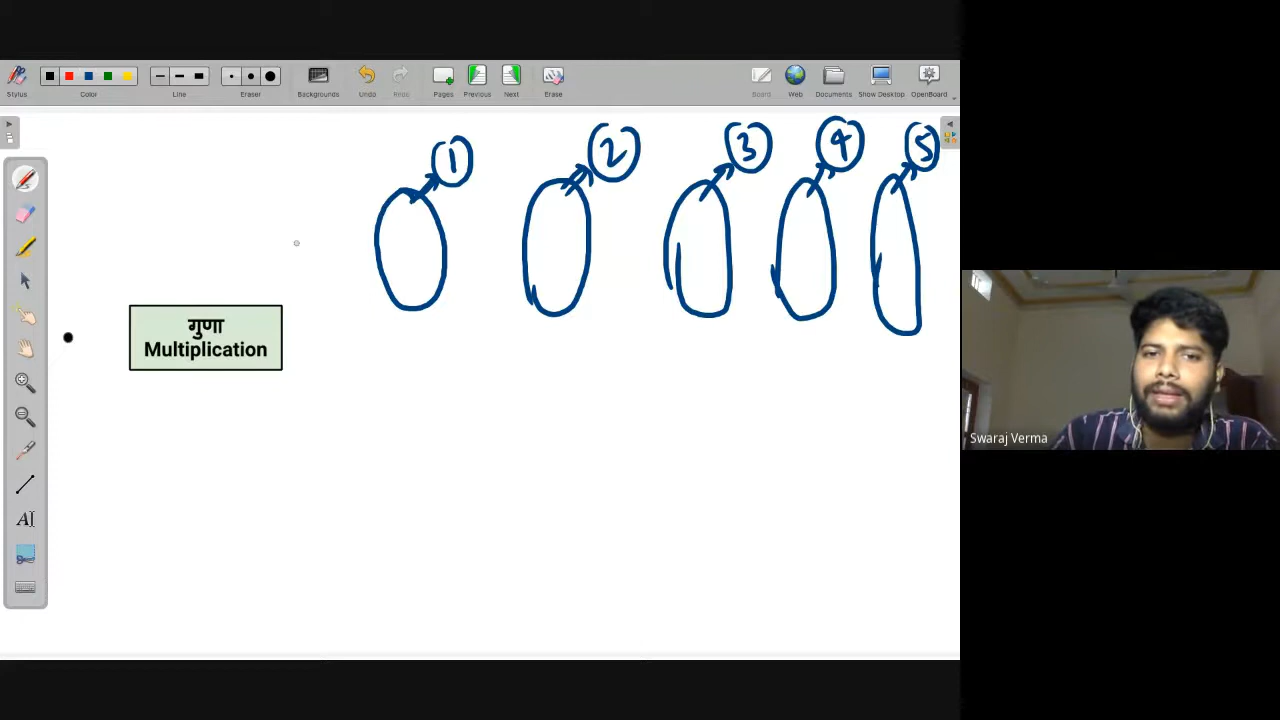 Stylus
Color
Line
Eraser
Backgrounds
Undo
Redo
Pages
Previous
Next
Erase
Board
Web
Documents
Show Desktop
OpenBoard
1
2
3
4
5
गुणा
Multiplication
A
Swaraj Verma